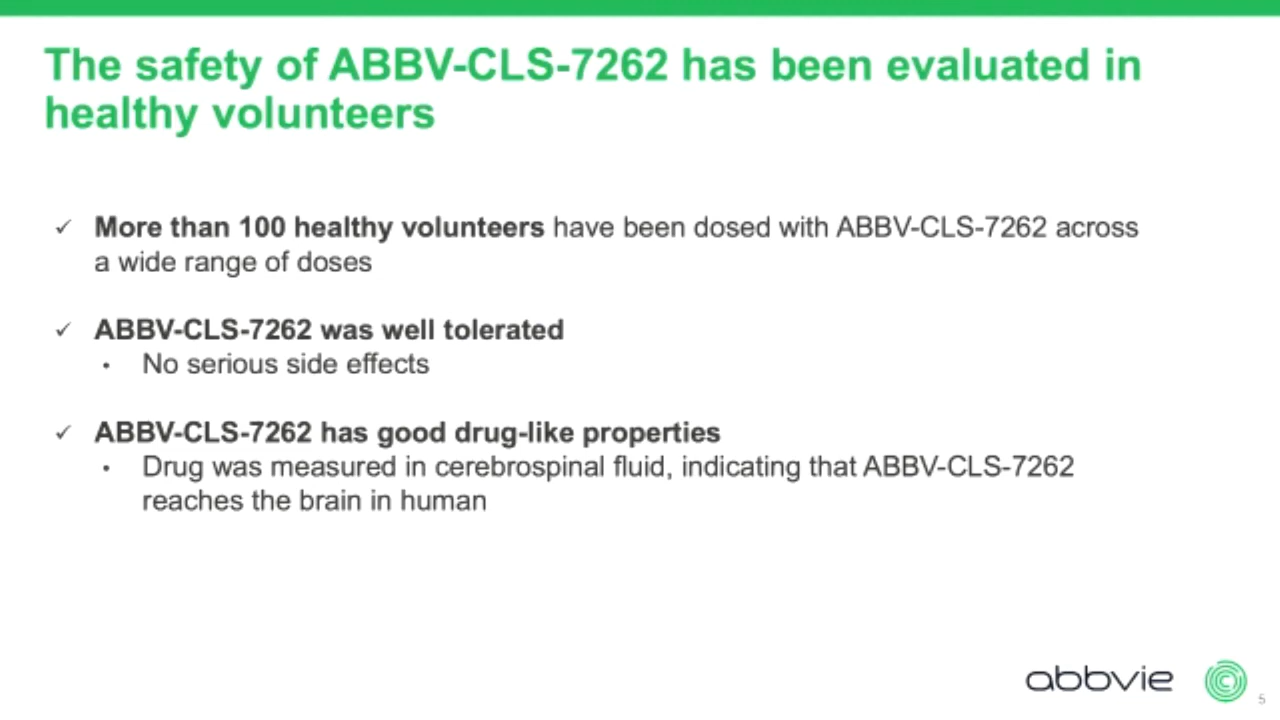 The safety of ABBV-CLS-7262 has been evaluated in
healthy volunteers
✓ More than 100 healthy volunteers have been dosed with ABBV-CLS-7262 across
a wide range of doses
✓ ABBV-CLS-7262 was well tolerated
• No serious side effects
✓ ABBV-CLS-7262 has good drug-like properties
• Drug was measured in cerebrospinal fluid, indicating that ABBV-CLS-7262
reaches the brain in human
abbvie
5